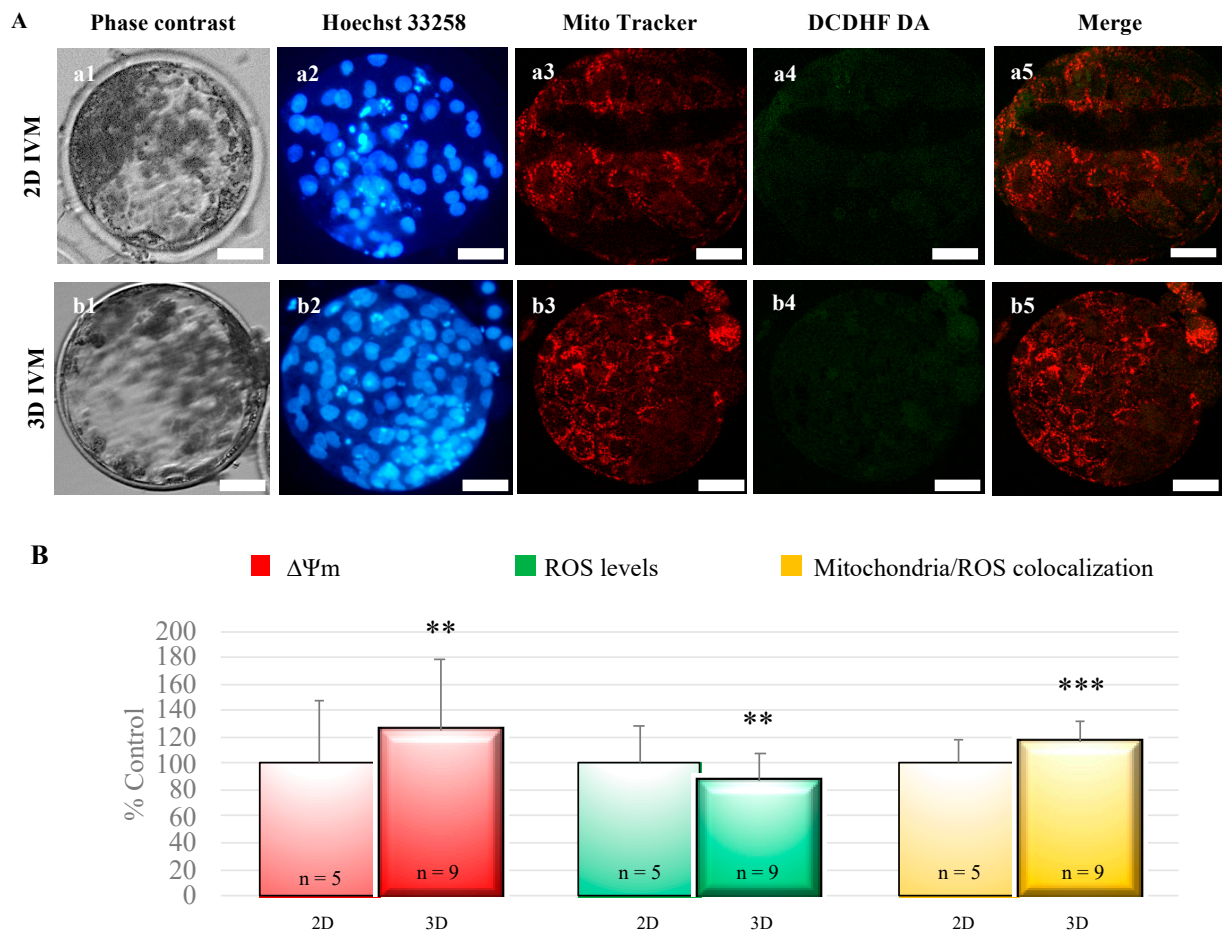 A Phase contrast Hoechst 33258 Mito Tracker DCDHF DA Merge
2D IVM
a1 a2 a3 a4 a5
3D IVM
b1 b2 b3 b4 b5
B
ΔΨm ROS levels Mitochondria/ROS colocalization
% Control
200
180
160
140
120
100
80
60
40
20
0
** ** ***
n = 5 n = 9 n = 5 n = 9 n = 5 n = 9
2D 3D 2D 3D 2D 3D